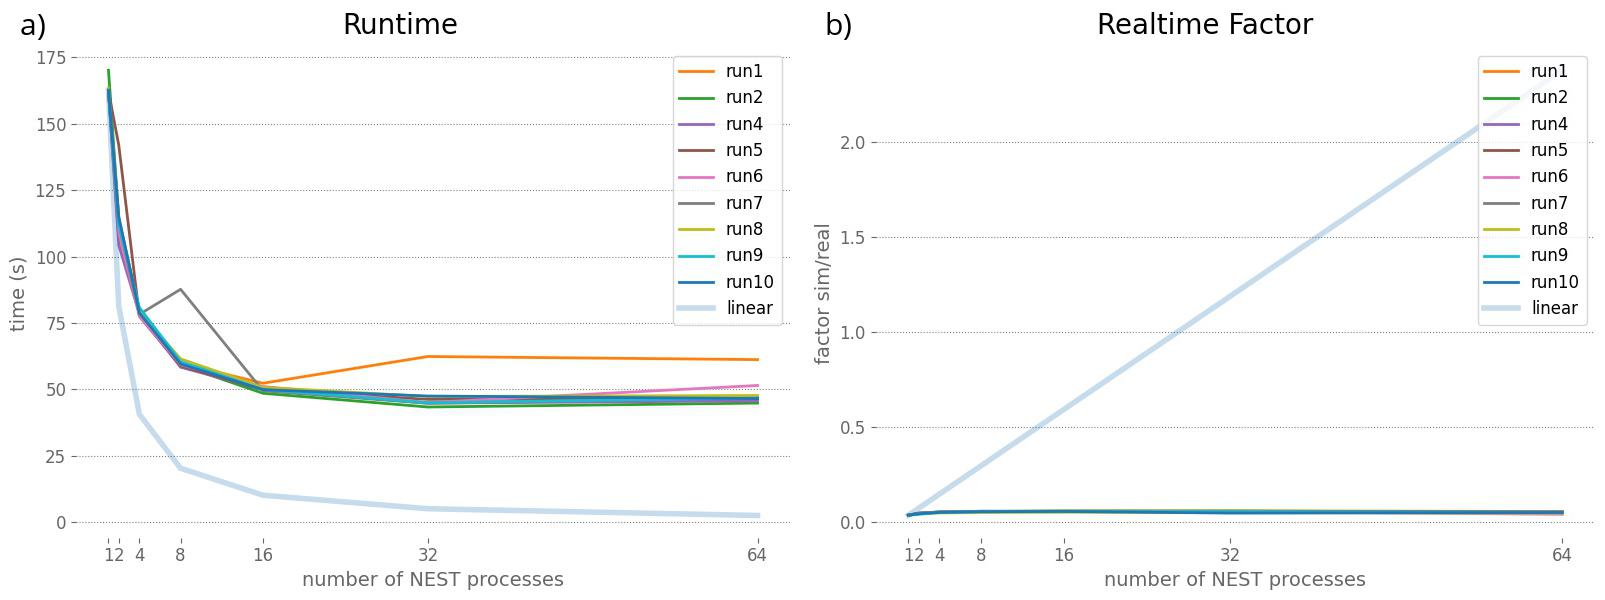 a)
Runtime
175
150
125
100
75
50
25
0
time (s)
1 2 4 8 16 32 64
number of NEST processes
run1
run2
run4
run5
run6
run7
run8
run9
run10
linear
b)
Realtime Factor
2.0
1.5
1.0
0.5
0.0
factor sim/real
1 2 4 8 16 32 64
number of NEST processes
run1
run2
run4
run5
run6
run7
run8
run9
run10
linear